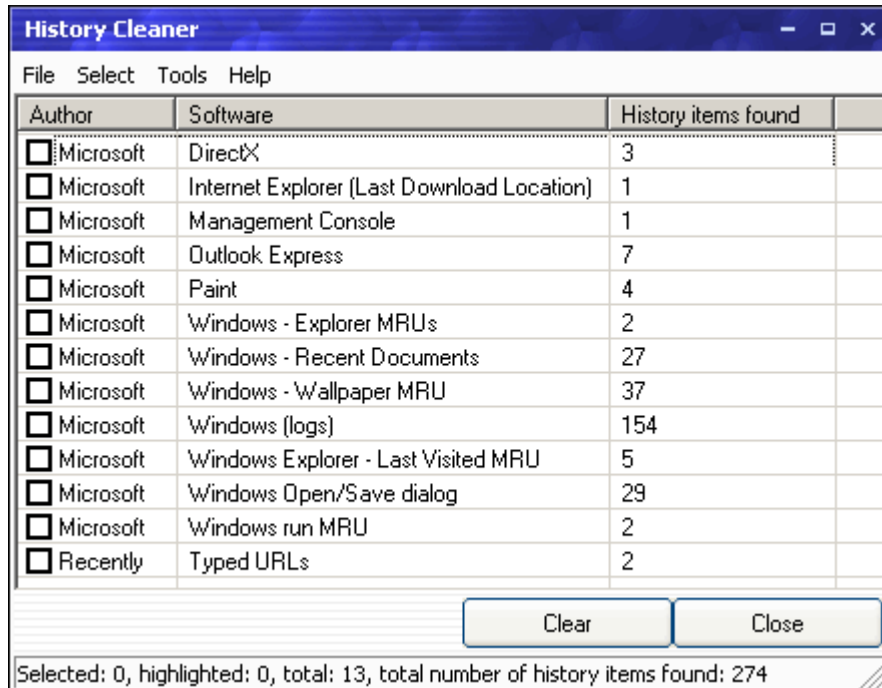 History Cleaner
File Select Tools Help
Author Software History items found
Microsoft DirectX 3
Microsoft Internet Explorer (Last Download Location) 1
Microsoft Management Console 1
Microsoft Outlook Express 7
Microsoft Paint 4
Microsoft Windows - Explorer MRUs 2
Microsoft Windows - Recent Documents 27
Microsoft Windows - Wallpaper MRU 37
Microsoft Windows (logs) 154
Microsoft Windows Explorer - Last Visited MRU 5
Microsoft Windows Open/Save dialog 29
Microsoft Windows run MRU 2
Recently Typed URLs 2
Clear Close
Selected: 0, highlighted: 0, total: 13, total number of history items found: 274